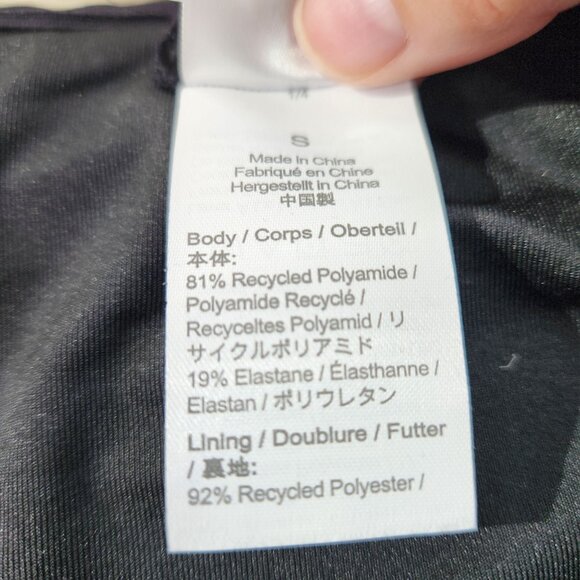 1/4
S
Made in China
Fabriqué en Chine
Hergestellt in China
中国製
Body / Corps / Oberteil /
本体:
81% Recycled Polyamide /
Polyamide Recyclé /
Recyceltes Polyamid / リ
サイクルポリアミド
19% Elastane / Élasthanne /
Elastan / ポリウレタン
Lining / Doublure / Futter
/ 裏地:
92% Recycled Polyester /